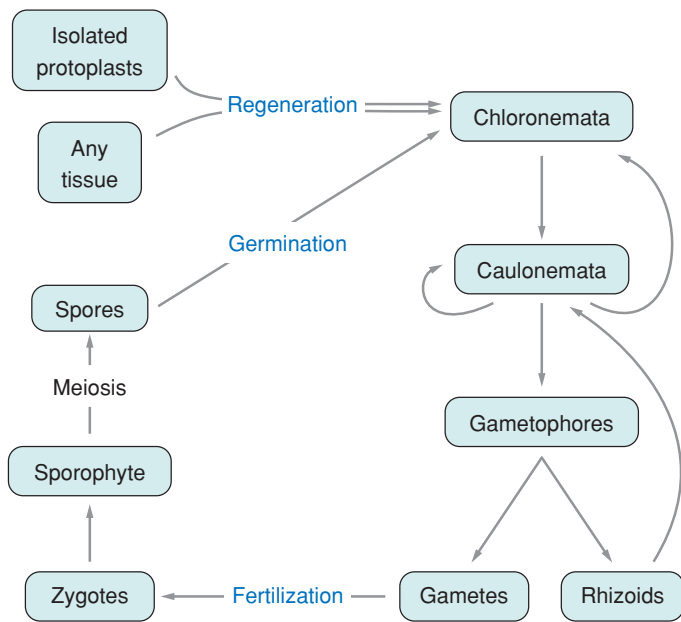 Isolated
protoplasts
Regeneration
Chloronemata
Any
tissue
Germination
Caulonemata
Spores
Meiosis
Gametophores
Sporophyte
Zygotes
Fertilization
Gametes
Rhizoids